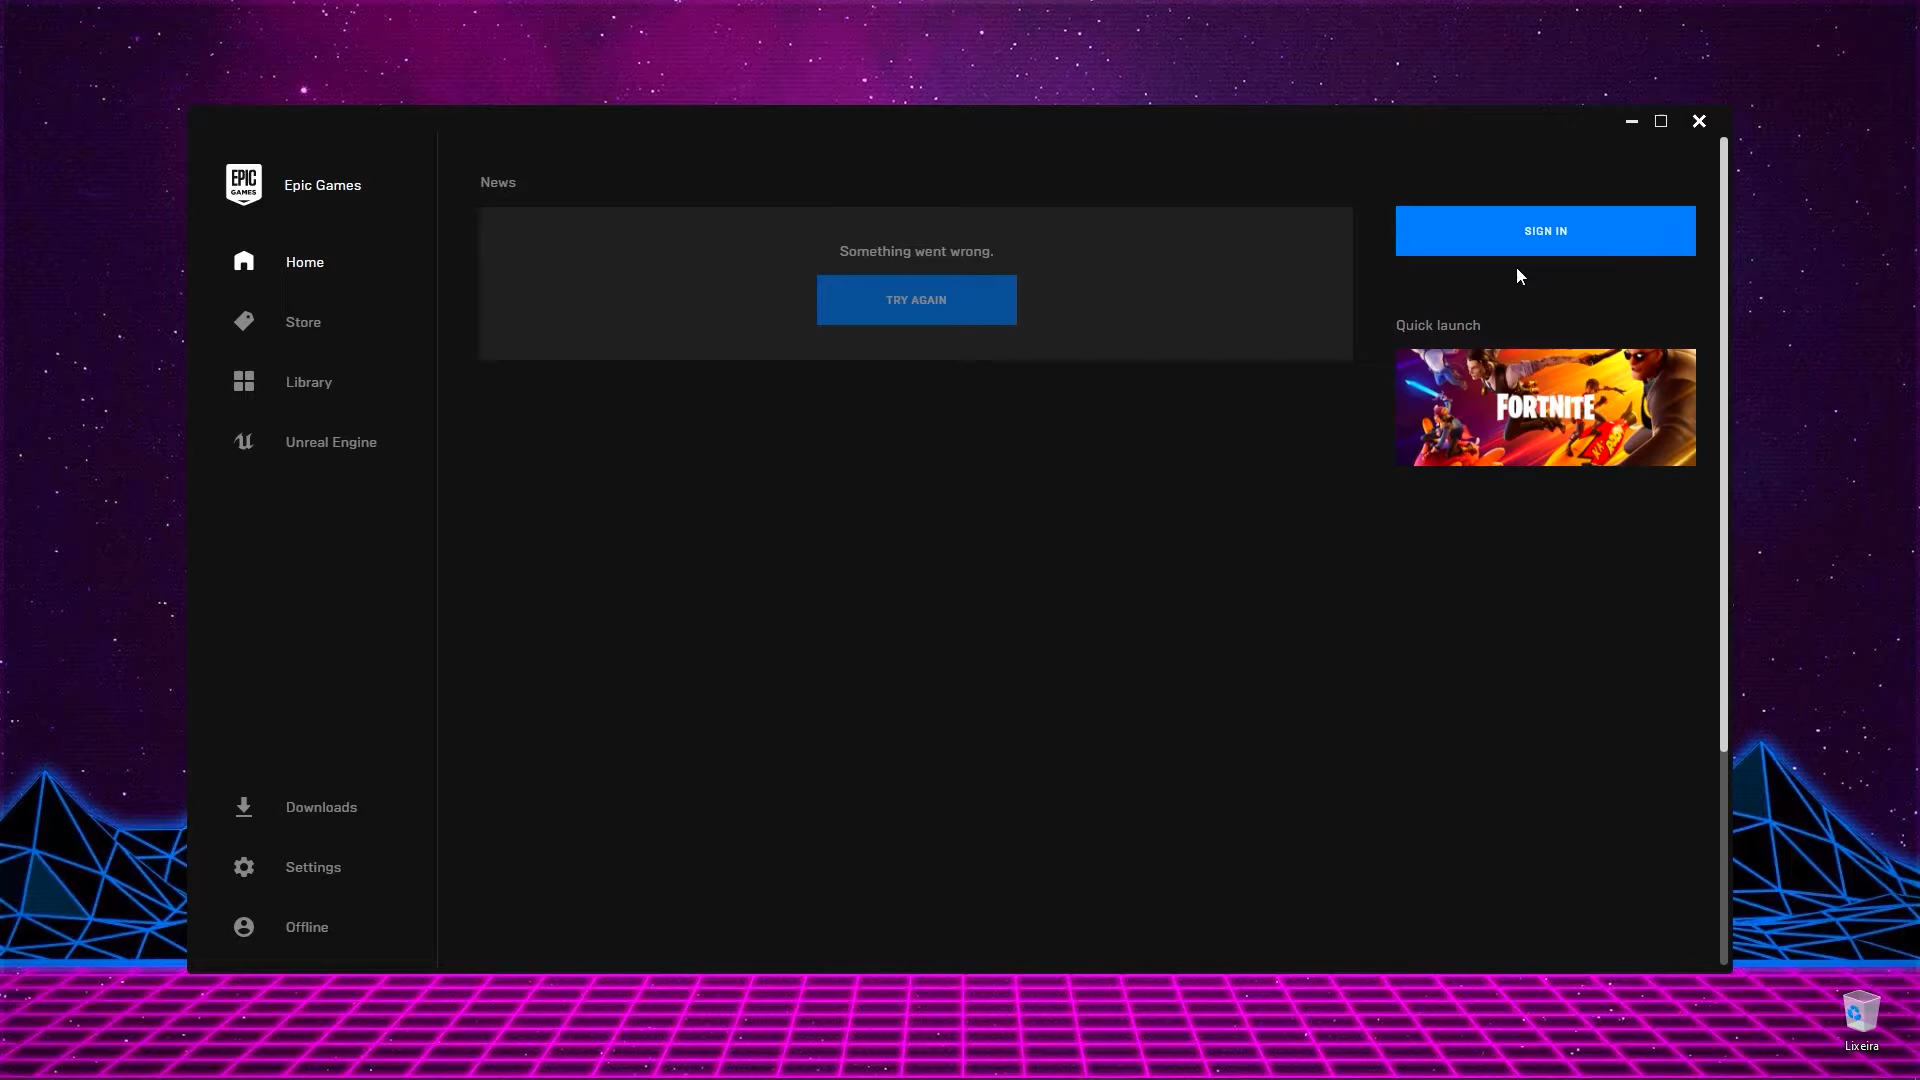 EPIC
GAMES
Epic Games
Home
Store
Library
Unreal Engine
Downloads
Settings
Offline
News
Something went wrong.
TRY AGAIN
SIGN IN
Quick launch
FORTNITE
Lixeira